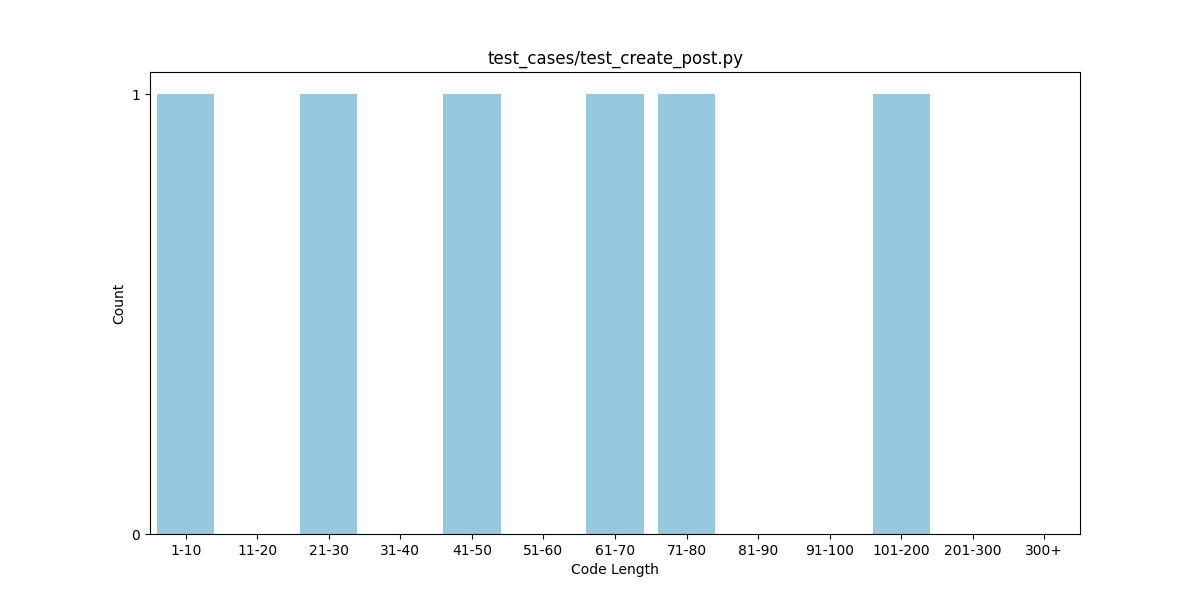 test_cases/test_create_post.py
1
Count
0
1-10 11-20 21-30 31-40 41-50 51-60 61-70 71-80 81-90 91-100 101-200 201-300 300+
Code Length